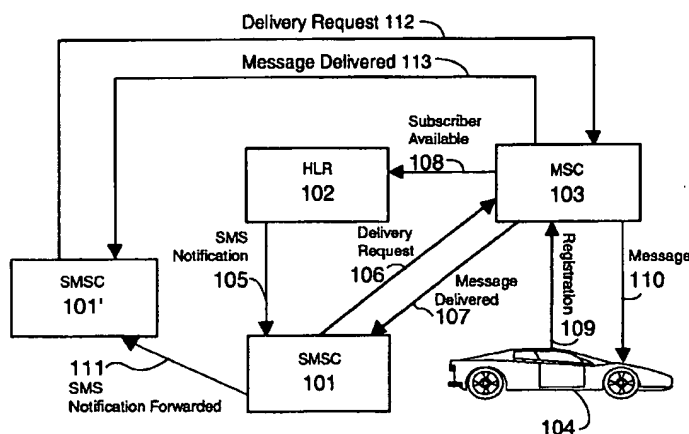 Delivery Request 112
Message Delivered 113
Subscriber
Available
108
HLR
102
MSC
103
SMS
Notification
105
Delivery
Request
106
Message
Delivered
107
Registration
109
Message
110
SMSC
101'
111
SMS
Notification Forwarded
SMSC
101
104